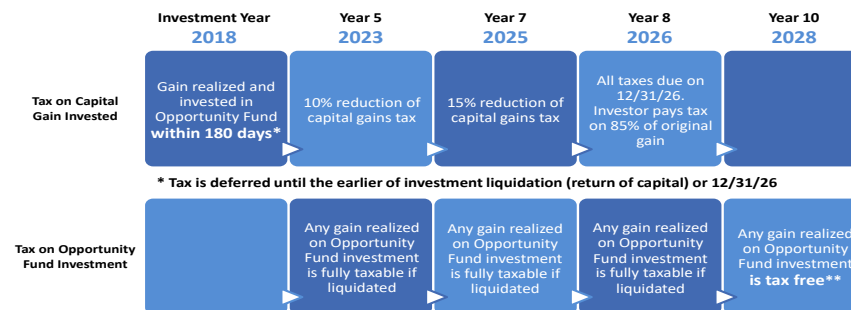 Investment Year
2018
Year 5
2023
Year 7
2025
Year 8
2026
Year 10
2028
Tax on Capital
Gain Invested
Gain realized and
invested in
Opportunity Fund
within 180 days*
10% reduction of
capital gains tax
15% reduction of
capital gains tax
All taxes due on
12/31/26.
Investor pays tax
on 85% of original
gain
* Tax is deferred until the earlier of investment liquidation (return of capital) or 12/31/26
Tax on Opportunity
Fund Investment
Any gain realized
on Opportunity
Fund investment
is fully taxable if
liquidated
Any gain realized
on Opportunity
Fund investment
is fully taxable if
liquidated
Any gain realized
on Opportunity
Fund investment
is fully taxable if
liquidated
Any gain realized
on Opportunity
Fund investment
is tax free**